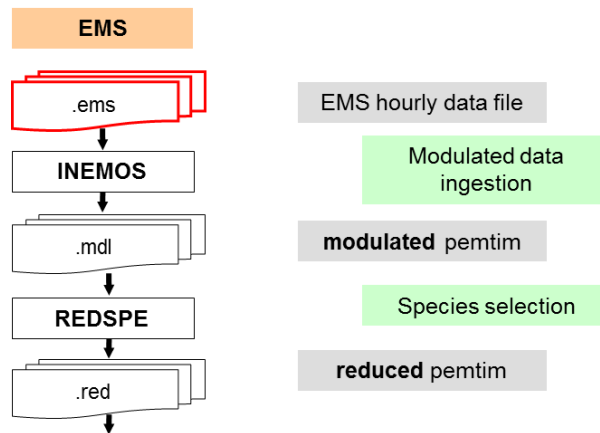 EMS
.ems
EMS hourly data file
INEMOS
Modulated data
ingestion
.mdl
modulated pemtim
REDSPE
Species selection
.red
reduced pemtim